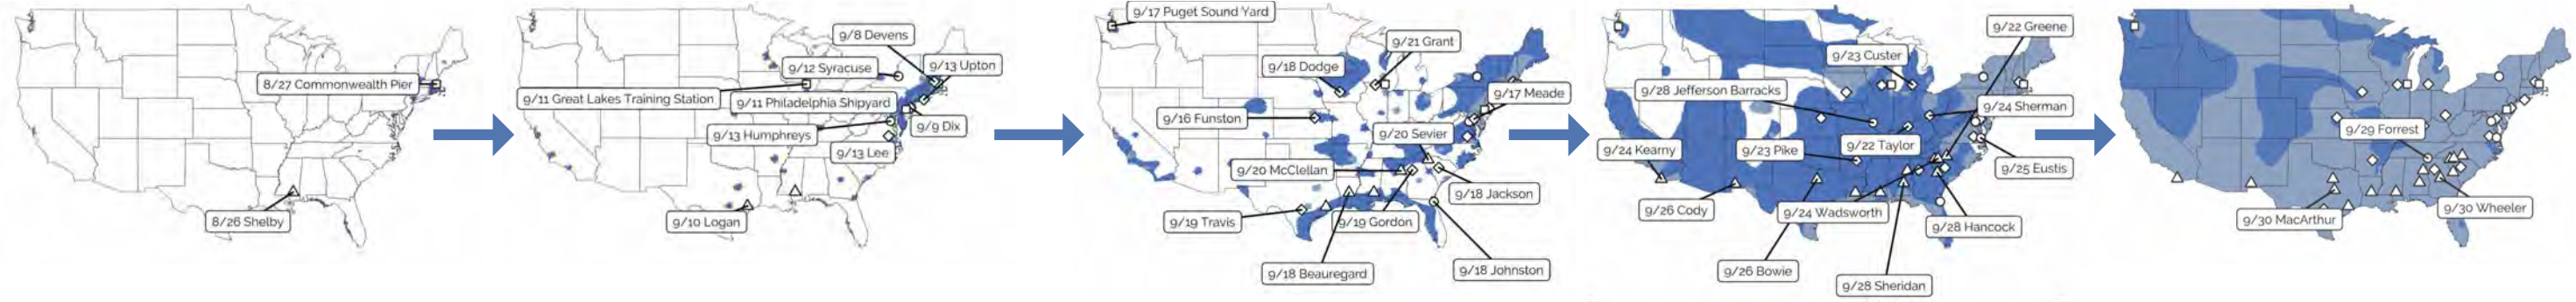 8/27 Commonwealth Pier
8/26 Shelby
9/8 Devens
9/13 Upton
9/12 Syracuse
9/11 Great Lakes Training Station
9/11 Philadelphia Shipyard
9/9 Dix
9/13 Humphreys
9/13 Lee
9/10 Logan
9/17 Puget Sound Yard
9/21 Grant
9/18 Dodge
9/17 Meade
9/16 Funston
9/20 Sevier
9/20 McClellan
9/18 Jackson
9/19 Travis
9/19 Gordon
9/18 Beauregard
9/18 Johnston
9/22 Greene
9/23 Custer
9/28 Jefferson Barracks
9/24 Sherman
9/24 Kearny
9/23 Pike
9/22 Taylor
9/25 Eustis
9/26 Cody
9/24 Wadsworth
9/28 Hancock
9/26 Bowie
9/28 Sheridan
9/29 Forrest
9/30 MacArthur
9/30 Wheeler